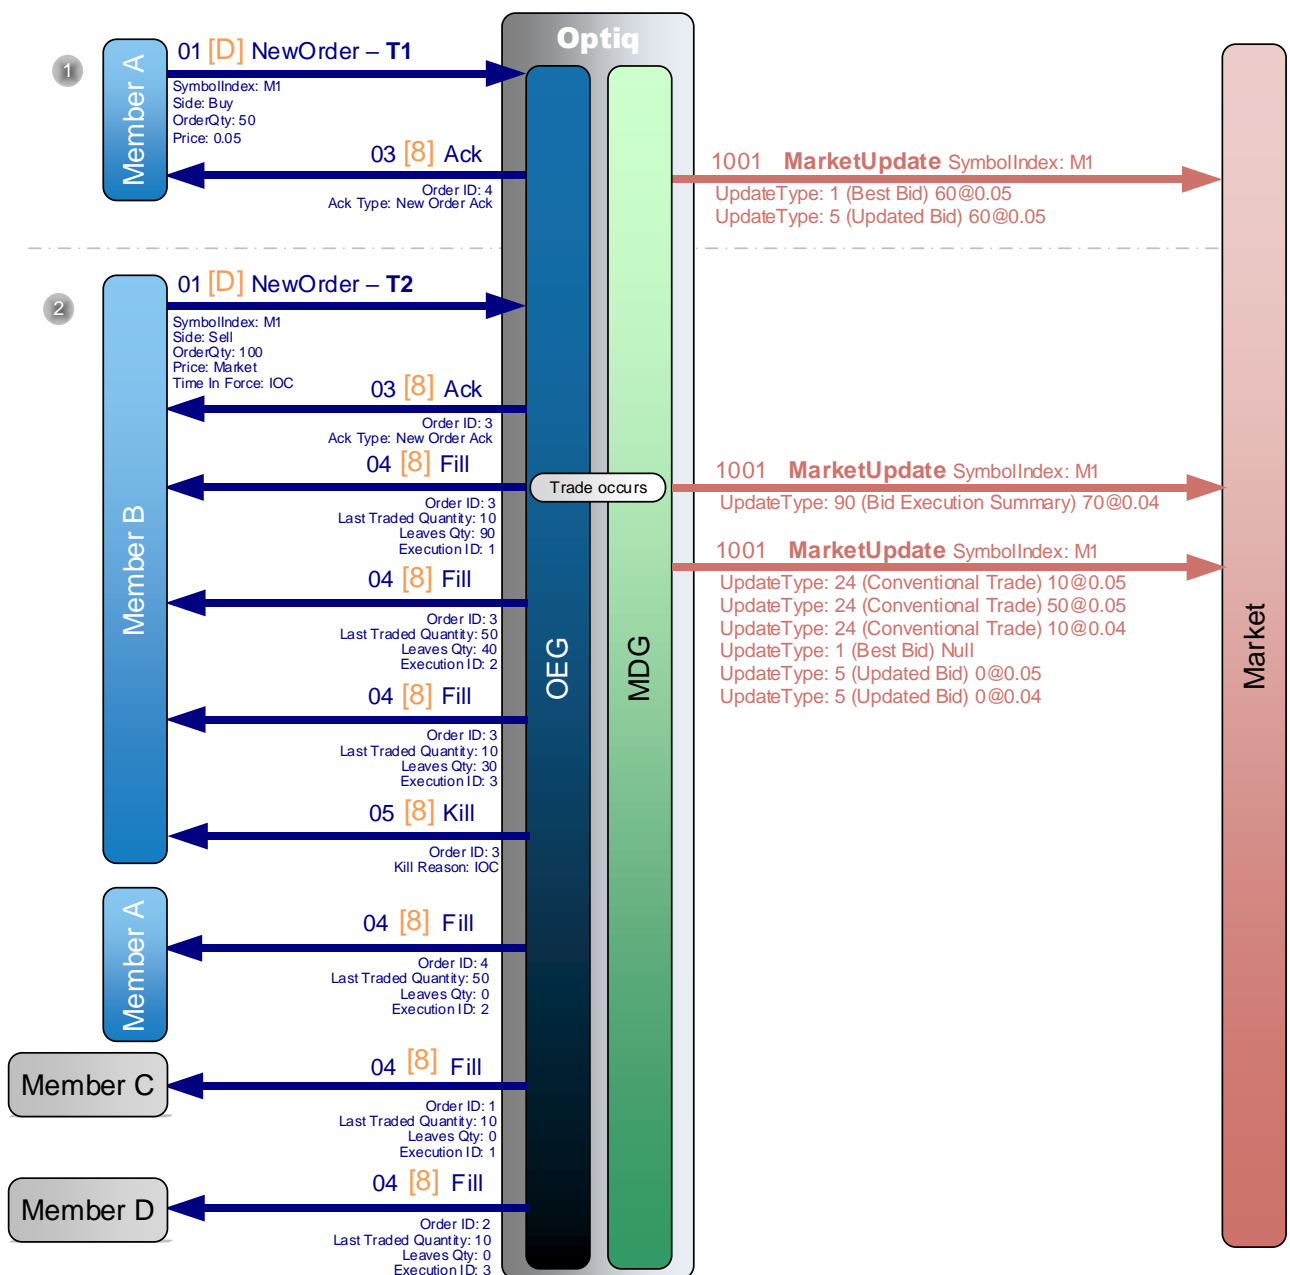 Optiq
1
Member A
01 [D] NewOrder – T1
SymbolIndex: M1
Side: Buy
OrderQty: 50
Price: 0.05
03 [8] Ack
Order ID: 4
Ack Type: New Order Ack
1001 MarketUpdate SymbolIndex: M1
UpdateType: 1 (Best Bid) 60@0.05
UpdateType: 5 (Updated Bid) 60@0.05
2
Member B
01 [D] NewOrder – T2
SymbolIndex: M1
Side: Sell
OrderQty: 100
Price: Market
Time In Force: IOC
03 [8] Ack
Order ID: 3
Ack Type: New Order Ack
04 [8] Fill
Order ID: 3
Last Traded Quantity: 10
Leaves Qty: 90
Execution ID: 1
Trade occurs
1001 MarketUpdate SymbolIndex: M1
UpdateType: 90 (Bid Execution Summary) 70@0.04
1001 MarketUpdate SymbolIndex: M1
UpdateType: 24 (Conventional Trade) 10@0.05
UpdateType: 24 (Conventional Trade) 50@0.05
UpdateType: 24 (Conventional Trade) 10@0.04
UpdateType: 1 (Best Bid) Null
UpdateType: 5 (Updated Bid) 0@0.05
UpdateType: 5 (Updated Bid) 0@0.04
04 [8] Fill
Order ID: 3
Last Traded Quantity: 50
Leaves Qty: 40
Execution ID: 2
OEG
MDG
Market
04 [8] Fill
Order ID: 3
Last Traded Quantity: 10
Leaves Qty: 30
Execution ID: 3
05 [8] Kill
Order ID: 3
Kill Reason: IOC
Member A
04 [8] Fill
Order ID: 4
Last Traded Quantity: 50
Leaves Qty: 0
Execution ID: 2
Member C
04 [8] Fill
Order ID: 1
Last Traded Quantity: 10
Leaves Qty: 0
Execution ID: 1
Member D
04 [8] Fill
Order ID: 2
Last Traded Quantity: 10
Leaves Qty: 0
Execution ID: 3